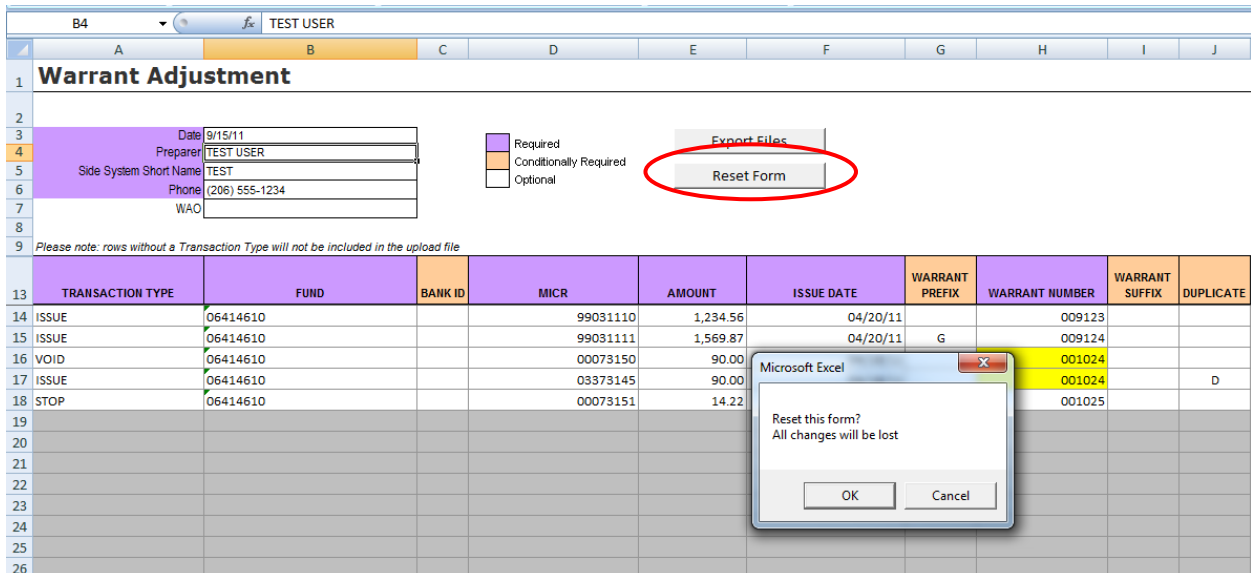 B4 fx TEST USER
A B C D E F G H I J
1 Warrant Adjustment
2
3 Date 9/15/11 Required Export Files
4 Preparer TEST USER Conditionally Required
5 Side System Short Name TEST Optional Reset Form
6 Phone (206) 555-1234
7 WAO
8
9 Please note: rows without a Transaction Type will not be included in the upload file
13 TRANSACTION TYPE FUND BANK ID MICR AMOUNT ISSUE DATE WARRANT PREFIX WARRANT NUMBER WARRANT SUFFIX DUPLICATE
14 ISSUE 06414610 99031110 1,234.56 04/20/11 009123
15 ISSUE 06414610 99031111 1,569.87 04/20/11 G 009124
16 VOID 06414610 00073150 90.00 001024
17 ISSUE 06414610 03373145 90.00 001024 D
18 STOP 06414610 00073151 14.22 001025
19
20
21
22
23
24
25
26
Microsoft Excel
Reset this form?
All changes will be lost
OK Cancel